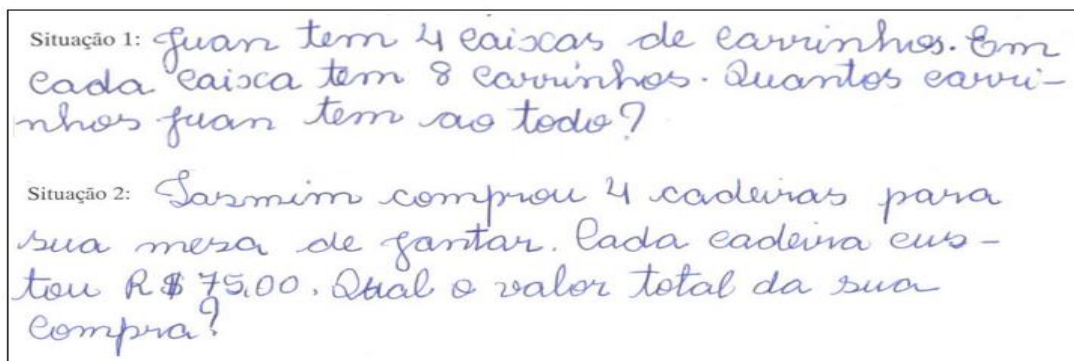 Situação 1: Juan tem 4 caixas de carrinhos. Em
cada caixa tem 8 carrinhos. Quantos carri-
nhos Juan tem ao todo?
Situação 2: Jasmim comprou 4 cadeiras para
sua mesa de jantar. Cada cadeira cus-
tou R$ 75,00. Qual o valor total da sua
compra?